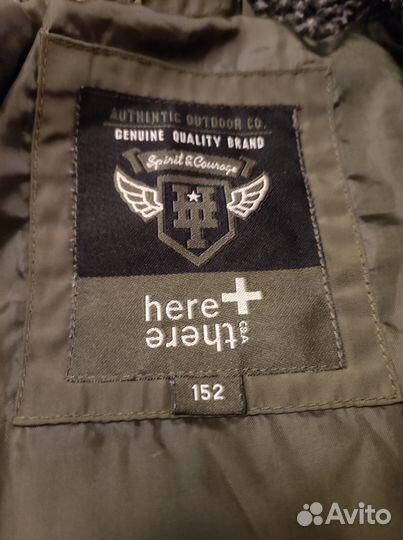 AUTHENTIC OUTDOOR CO.
GENUINE QUALITY BRAND
Spirit & Courage
H+T
here+
there
C&A
152
Avito